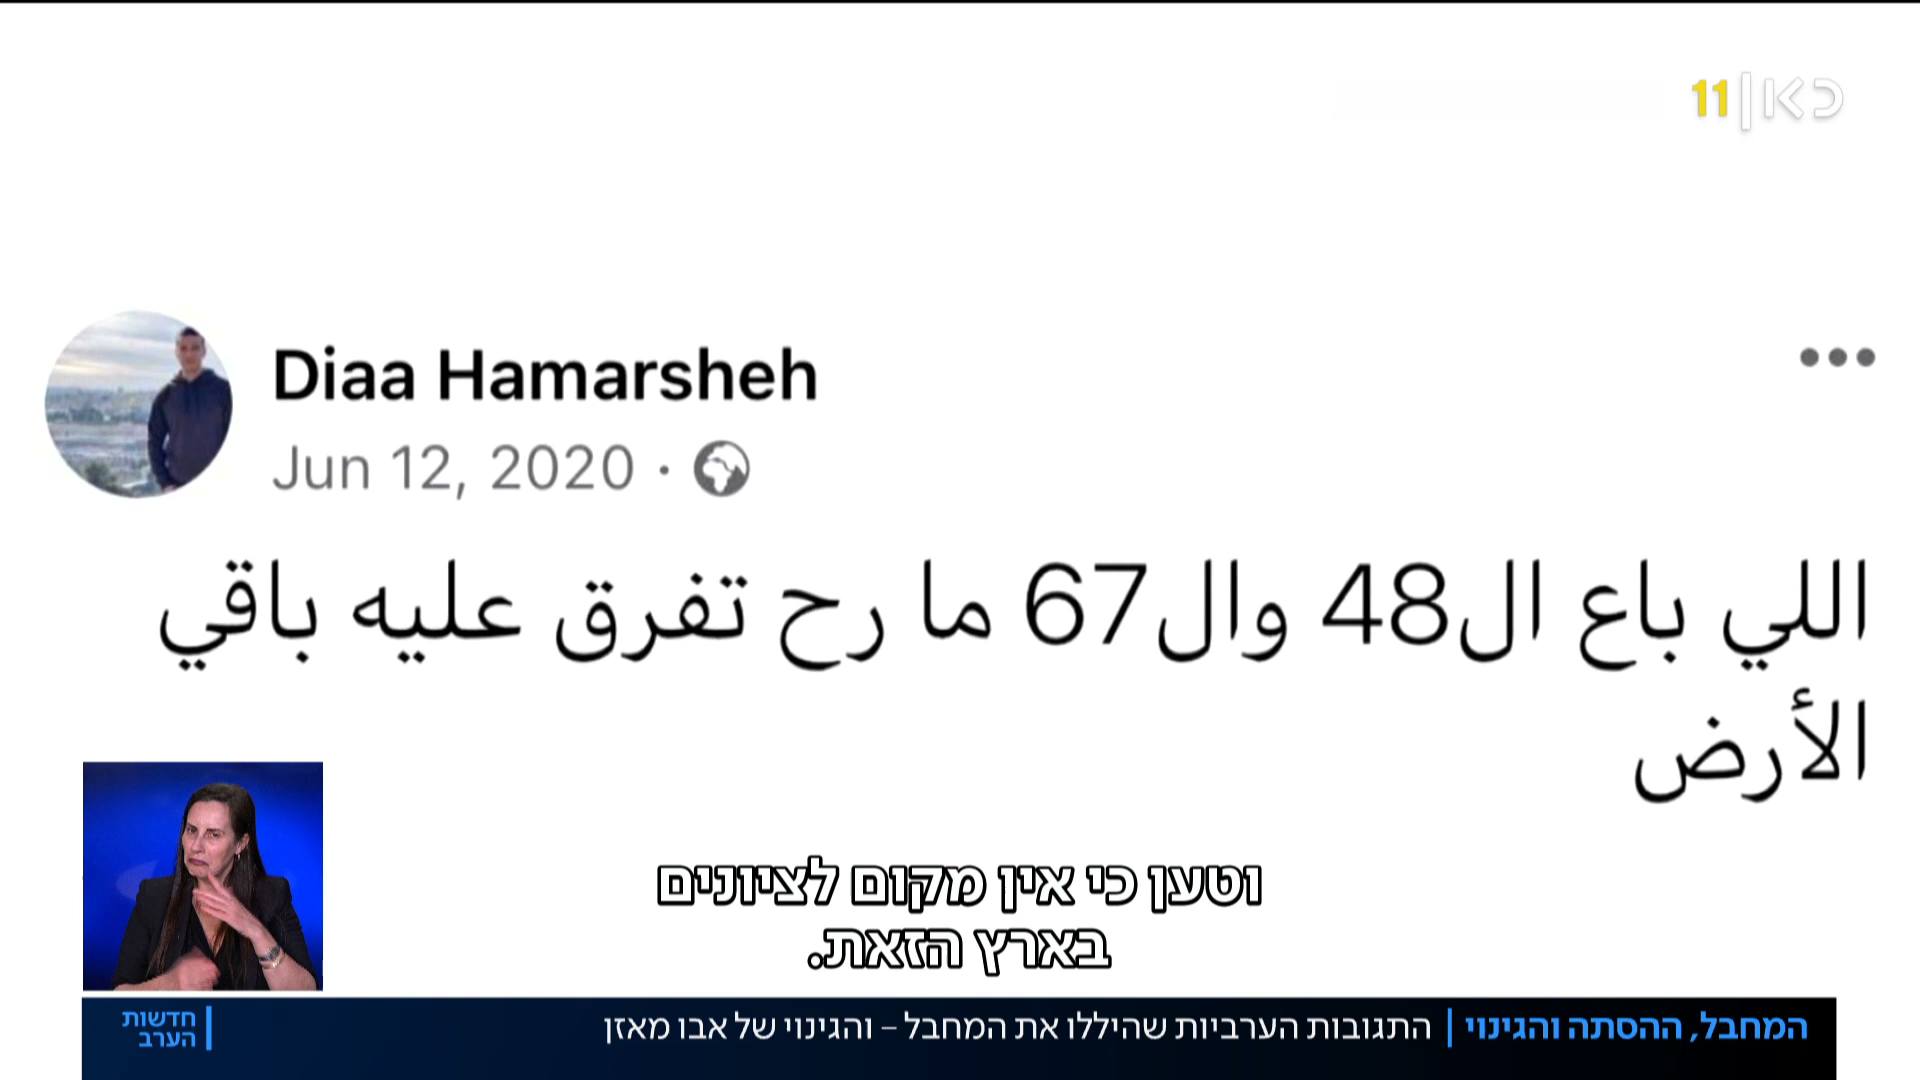 כאן|11
Diaa Hamarsheh
Jun 12, 2020 ·
اللي باع ال48 وال67 ما رح تفرق عليه باقي
الأرض
וטען כי אין מקום לציונים
בארץ הזאת.
המחבל, ההסתה והגינוי | התגובות הערביות שהיללו את המחבל – והגינוי של אבו מאזן
חדשות
הערב